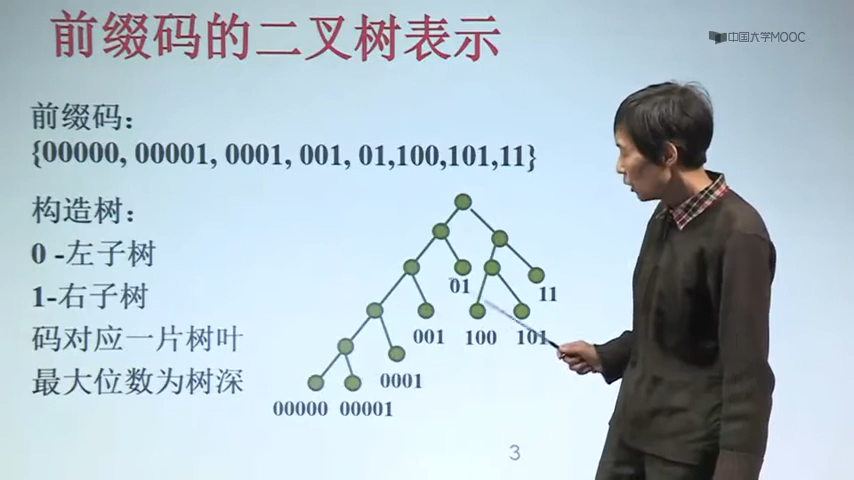 前缀码的二叉树表示
中国大学MOOC
前缀码：
{00000, 00001, 0001, 001, 01,100,101,11}
构造树：
0 -左子树
1-右子树
码对应一片树叶
最大位数为树深
01
11
001
100
101
0001
00000
00001
3